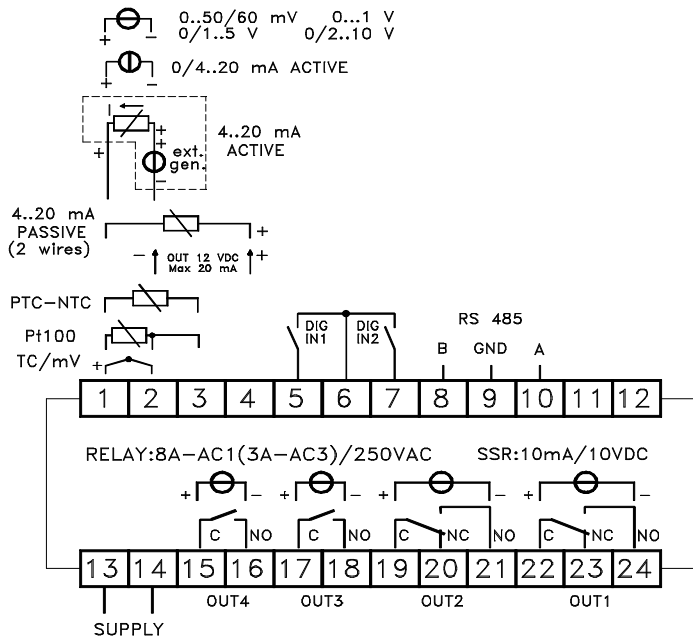 0..50/60 mV 0...1 V
+ − 0/1..5 V 0/2..10 V
0/4..20 mA ACTIVE
+ −
4..20 mA
ACTIVE
− +
+
+ ext.
gen.
−
4..20 mA
PASSIVE
(2 wires)
+
− OUT 12 VDC +
Max 20 mA
PTC-NTC
Pt100
TC/mV +
DIG
IN1
DIG
IN2
RS 485
B GND A
1 2 3 4 5 6 7 8 9 10 11 12
RELAY:8A-AC1(3A-AC3)/250VAC SSR:10mA/10VDC
+ − + − + − + −
C NO C NO C NC NO C NC NO
13 14 15 16 17 18 19 20 21 22 23 24
OUT4 OUT3 OUT2 OUT1
SUPPLY